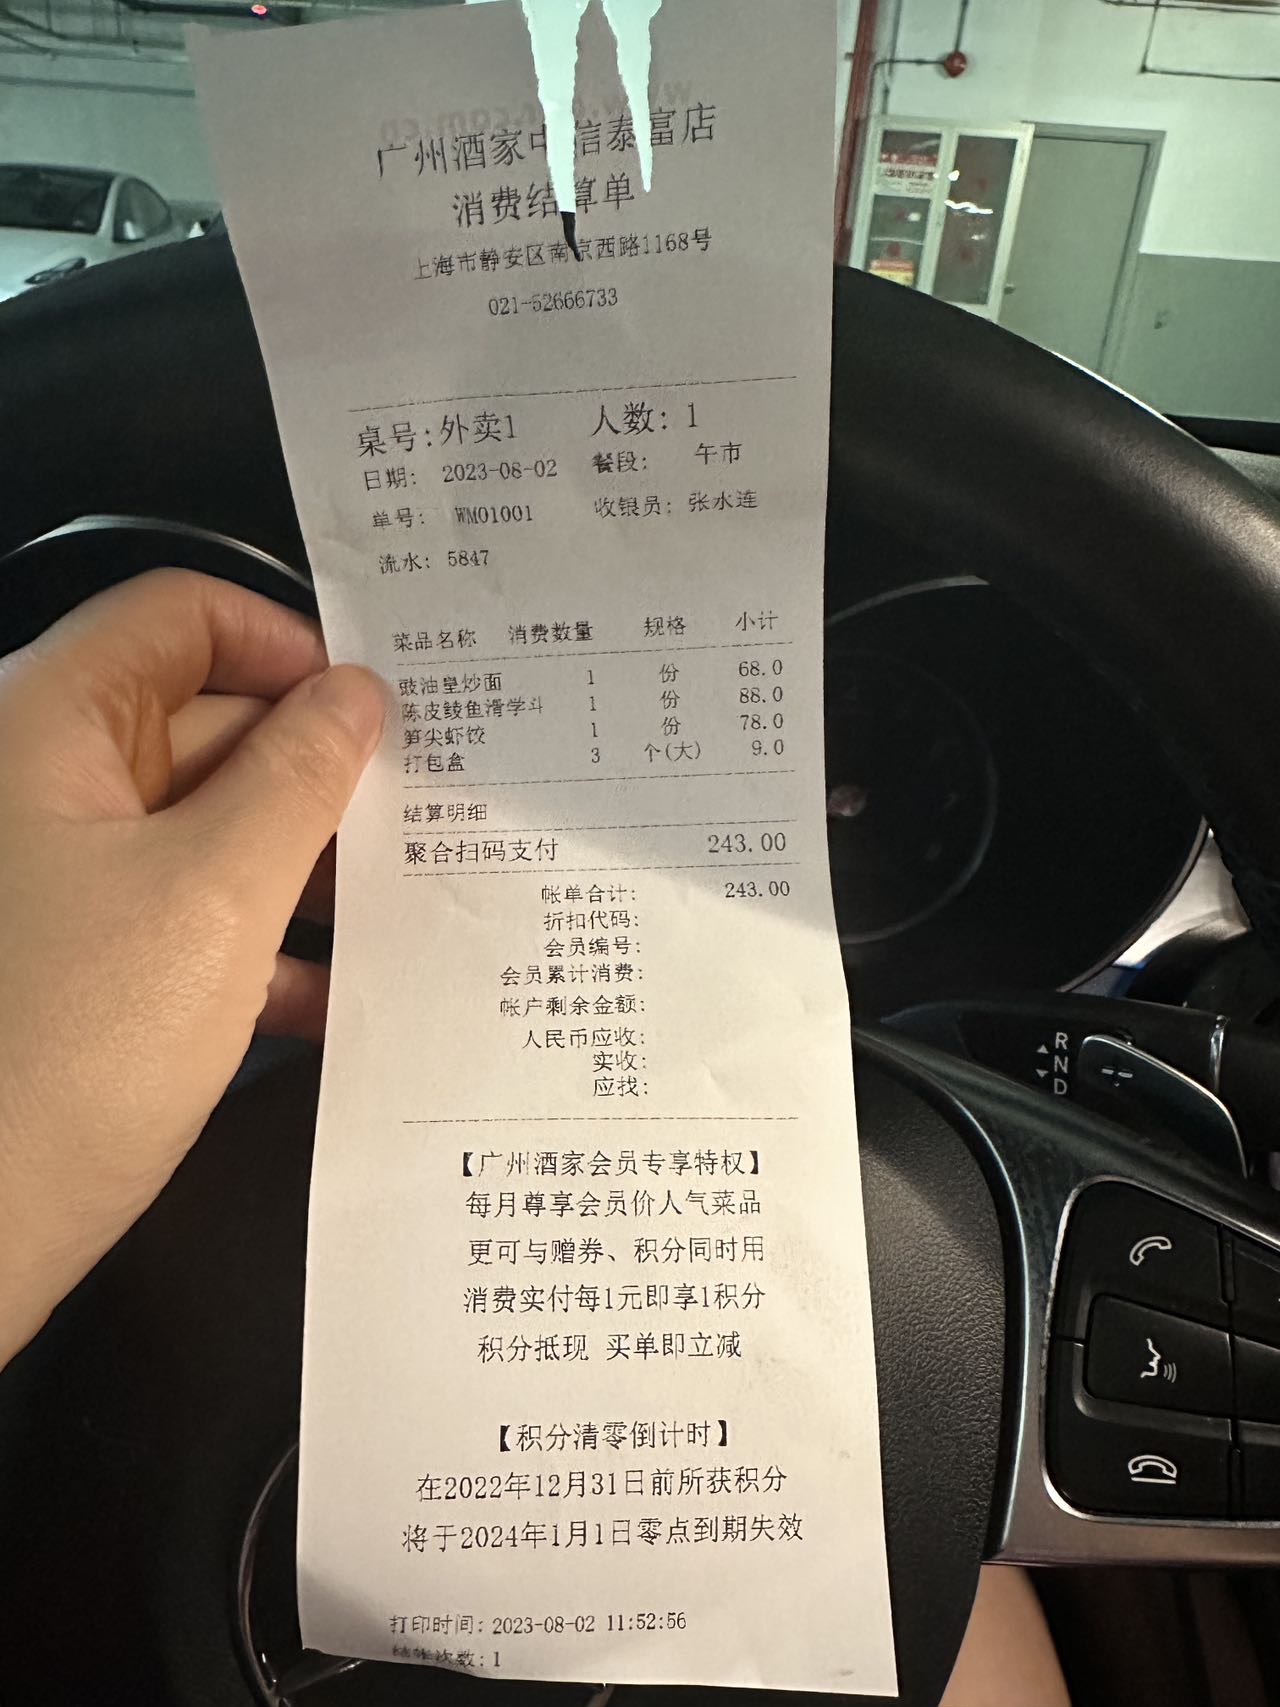 广州酒家中信泰富店
消费结算单
上海市静安区南京西路1168号
021-52666733
桌号:外卖1 人数: 1
日期: 2023-08-02 餐段: 午市
单号: WM01001 收银员: 张水连
流水: 5847
菜品名称 消费数量 规格 小计
豉油皇炒面 1 份 68.0
陈皮鲮鱼滑学斗 1 份 88.0
笋尖虾饺 1 份 78.0
打包盒 3 个(大) 9.0
结算明细
聚合扫码支付 243.00
帐单合计: 243.00
折扣代码:
会员编号:
会员累计消费:
帐户剩余金额:
人民币应收:
实收:
应找:
【广州酒家会员专享特权】
每月尊享会员价人气菜品
更可与赠券、积分同时用
消费实付每1元即享1积分
积分抵现 买单即立减
【积分清零倒计时】
在2022年12月31日前所获积分
将于2024年1月1日零点到期失效
打印时间: 2023-08-02 11:52:56
结帐次数: 1
R
N
D